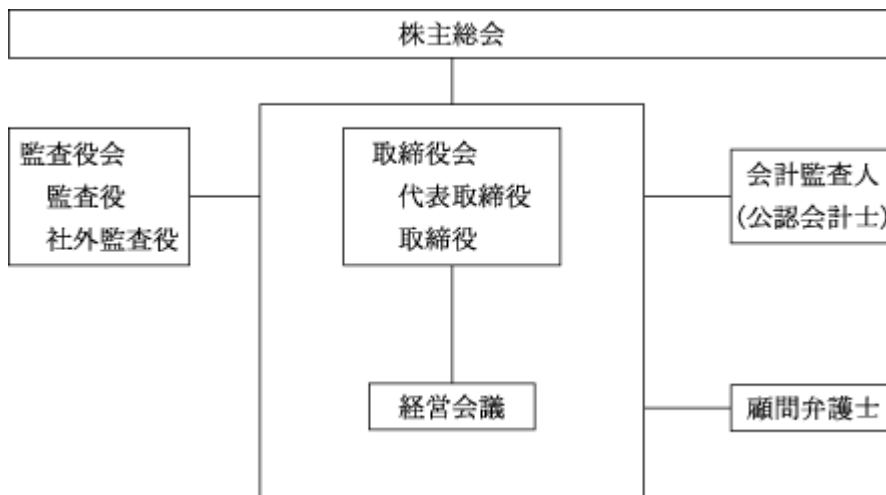 株主総会
監査役会
監査役
社外監査役
取締役会
代表取締役
取締役
会計監査人
(公認会計士)
経営会議
顧問弁護士